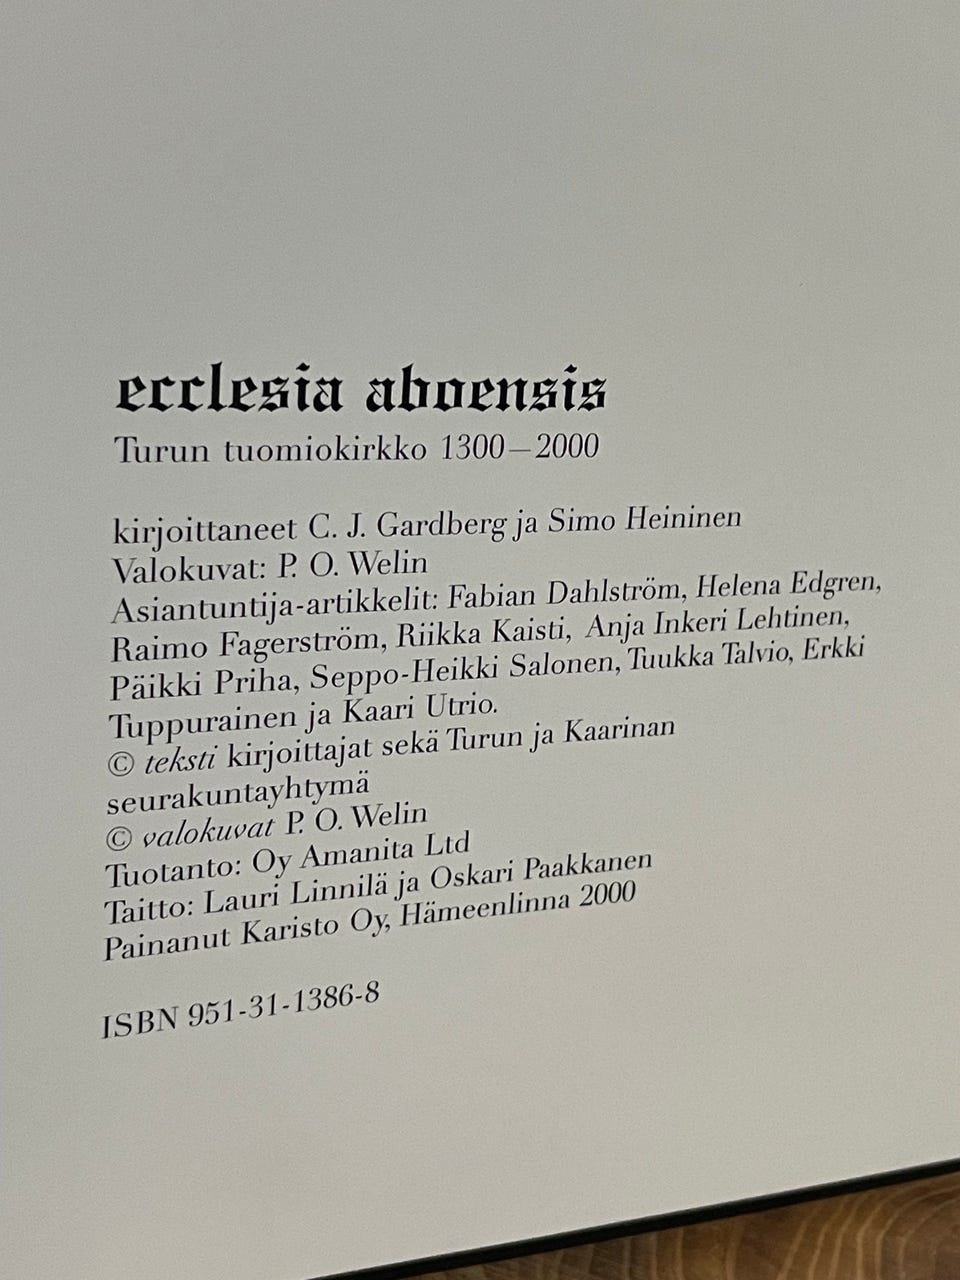 ecclesia aboensis
Turun tuomiokirkko 1300–2000
kirjoittaneet C. J. Gardberg ja Simo Heininen
Valokuvat: P. O. Welin
Asiantuntija-artikkelit: Fabian Dahlström, Helena Edgren,
Raimo Fagerström, Riikka Kaisti, Anja Inkeri Lehtinen,
Päikki Priha, Seppo-Heikki Salonen, Tuukka Talvio, Erkki
Tuppurainen ja Kaari Utrio.
© teksti kirjoittajat sekä Turun ja Kaarinan
seurakuntayhtymä
© valokuvat P. O. Welin
Tuotanto: Oy Amanita Ltd
Taitto: Lauri Linnilä ja Oskari Paakkanen
Painanut Karisto Oy, Hämeenlinna 2000
ISBN 951-31-1386-8